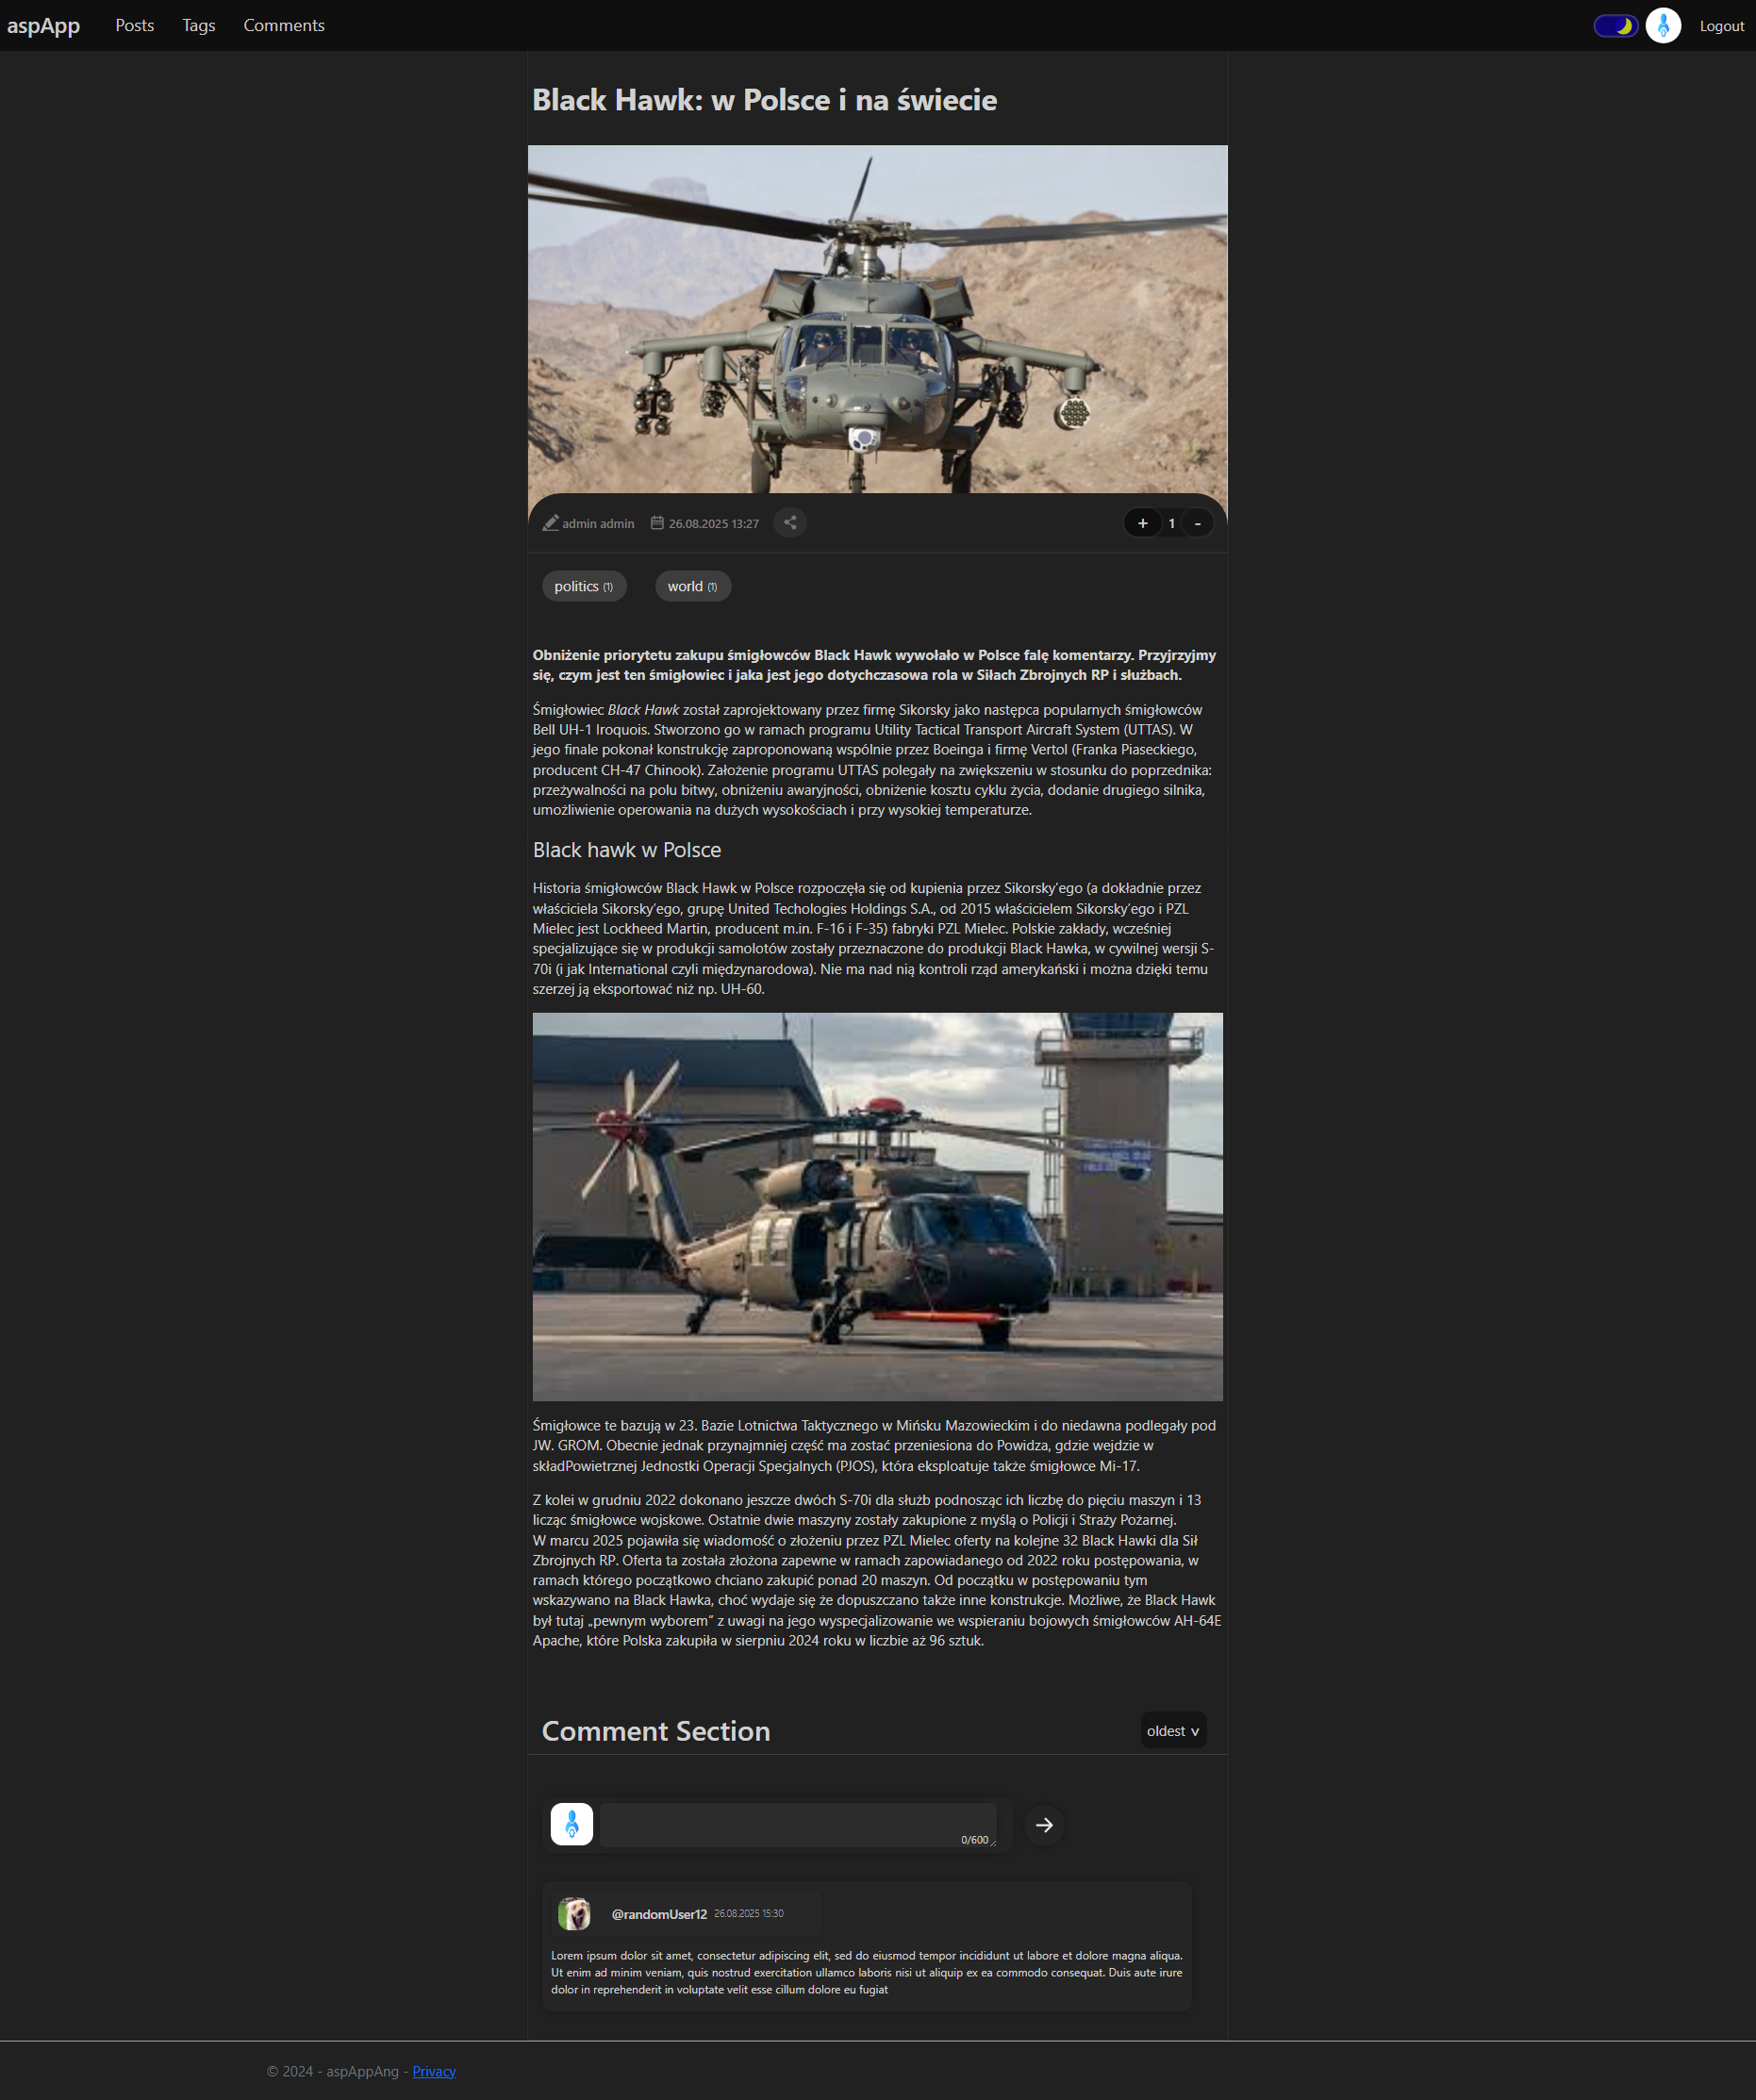 aspApp Posts Tags Comments Logout
Black Hawk: w Polsce i na świecie
admin admin 26.08.2025 13:27 + 1 -
politics (1) world (1)
Obniżenie priorytetu zakupu śmigłowców Black Hawk wywołało w Polsce falę komentarzy. Przyjrzyjmy
się, czym jest ten śmigłowiec i jaka jest jego dotychczasowa rola w Siłach Zbrojnych RP i służbach.
Śmigłowiec Black Hawk został zaprojektowany przez firmę Sikorsky jako następca popularnych śmigłowców
Bell UH-1 Iroquois. Stworzono go w ramach programu Utility Tactical Transport Aircraft System (UTTAS). W
jego finale pokonał konstrukcję zaproponowaną wspólnie przez Boeinga i firmę Vertol (Franka Piaseckiego,
producent CH-47 Chinook). Założenie programu UTTAS polegały na zwiększeniu w stosunku do poprzednika:
przeżywalności na polu bitwy, obniżeniu awaryjności, obniżenie kosztu cyklu życia, dodanie drugiego silnika,
umożliwienie operowania na dużych wysokościach i przy wysokiej temperaturze.
Black hawk w Polsce
Historia śmigłowców Black Hawk w Polsce rozpoczęła się od kupienia przez Sikorsky’ego (a dokładnie przez
właściciela Sikorsky’ego, grupę United Techologies Holdings S.A., od 2015 właścicielem Sikorsky’ego i PZL
Mielec jest Lockheed Martin, producent m.in. F-16 i F-35) fabryki PZL Mielec. Polskie zakłady, wcześniej
specjalizujące się w produkcji samolotów zostały przeznaczone do produkcji Black Hawka, w cywilnej wersji S-
70i (i jak International czyli międzynarodowa). Nie ma nad nią kontroli rząd amerykański i można dzięki temu
szerzej ją eksportować niż np. UH-60.
Śmigłowce te bazują w 23. Bazie Lotnictwa Taktycznego w Mińsku Mazowieckim i do niedawna podlegały pod
JW. GROM. Obecnie jednak przynajmniej część ma zostać przeniesiona do Powidza, gdzie wejdzie w
składPowietrznej Jednostki Operacji Specjalnych (PJOS), która eksploatuje także śmigłowce Mi-17.
Z kolei w grudniu 2022 dokonano jeszcze dwóch S-70i dla służb podnosząc ich liczbę do pięciu maszyn i 13
licząc śmigłowce wojskowe. Ostatnie dwie maszyny zostały zakupione z myślą o Policji i Straży Pożarnej.
W marcu 2025 pojawiła się wiadomość o złożeniu przez PZL Mielec oferty na kolejne 32 Black Hawki dla Sił
Zbrojnych RP. Oferta ta została złożona zapewne w ramach zapowiadanego od 2022 roku postępowania, w
ramach którego początkowo chciano zakupić ponad 20 maszyn. Od początku w postępowaniu tym
wskazywano na Black Hawka, choć wydaje się że dopuszczano także inne konstrukcje. Możliwe, że Black Hawk
był tutaj „pewnym wyborem” z uwagi na jego wyspecjalizowanie we wspieraniu bojowych śmigłowców AH-64E
Apache, które Polska zakupiła w sierpniu 2024 roku w liczbie aż 96 sztuk.
Comment Section oldest v
0/600
@randomUser12 26.08.2025 15:30
Lorem ipsum dolor sit amet, consectetur adipiscing elit, sed do eiusmod tempor incididunt ut labore et dolore magna aliqua.
Ut enim ad minim veniam, quis nostrud exercitation ullamco laboris nisi ut aliquip ex ea commodo consequat. Duis aute irure
dolor in reprehenderit in voluptate velit esse cillum dolore eu fugiat
© 2024 - aspAppAng - Privacy